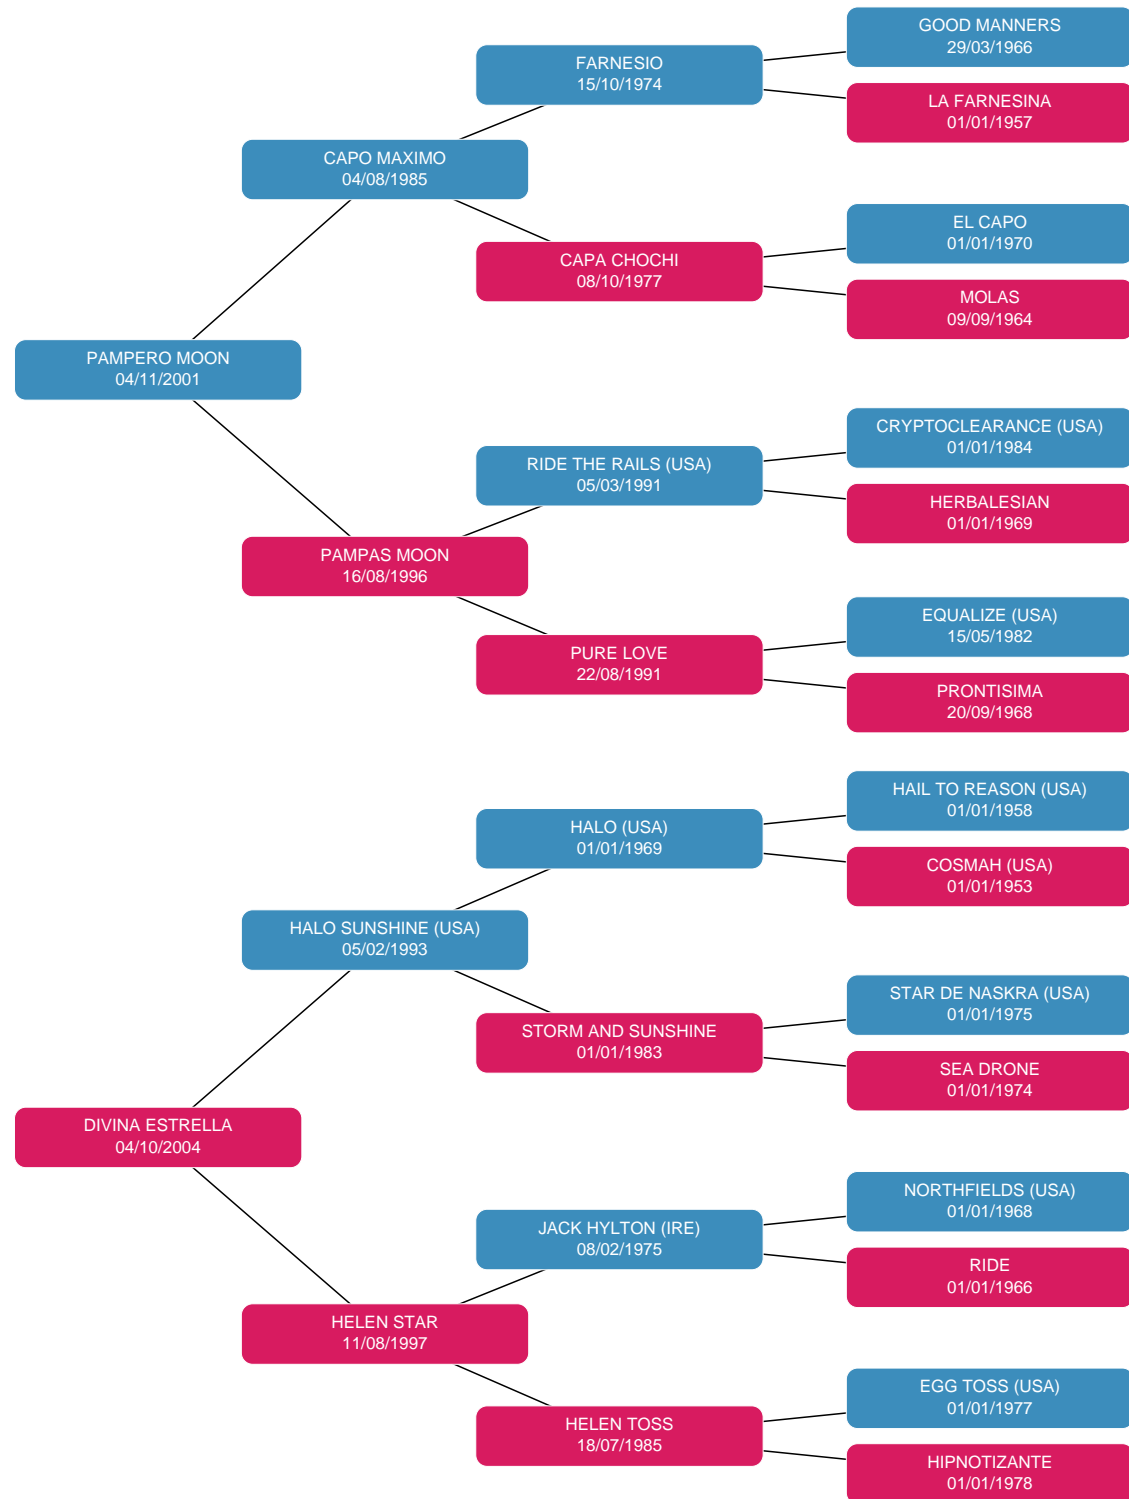 GOOD MANNERS
29/03/1966
FARNESIO
15/10/1974
LA FARNESINA
01/01/1957
CAPO MAXIMO
04/08/1985
EL CAPO
01/01/1970
CAPA CHOCHI
08/10/1977
MOLAS
09/09/1964
PAMPERO MOON
04/11/2001
CRYPTOCLEARANCE (USA)
01/01/1984
RIDE THE RAILS (USA)
05/03/1991
HERBALESIAN
01/01/1969
PAMPAS MOON
16/08/1996
EQUALIZE (USA)
15/05/1982
PURE LOVE
22/08/1991
PRONTISIMA
20/09/1968
HAIL TO REASON (USA)
01/01/1958
HALO (USA)
01/01/1969
COSMAH (USA)
01/01/1953
HALO SUNSHINE (USA)
05/02/1993
STAR DE NASKRA (USA)
01/01/1975
STORM AND SUNSHINE
01/01/1983
SEA DRONE
01/01/1974
DIVINA ESTRELLA
04/10/2004
NORTHFIELDS (USA)
01/01/1968
JACK HYLTON (IRE)
08/02/1975
RIDE
01/01/1966
HELEN STAR
11/08/1997
EGG TOSS (USA)
01/01/1977
HELEN TOSS
18/07/1985
HIPNOTIZANTE
01/01/1978